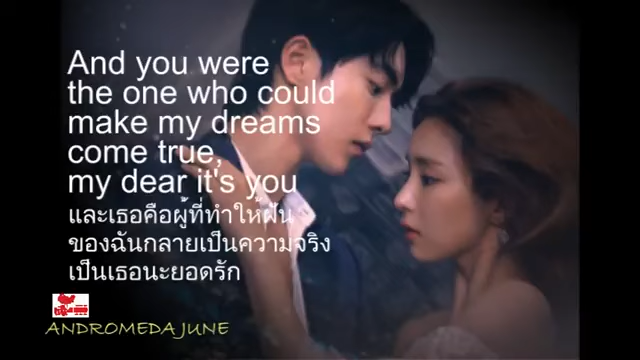 And you were
the one who could
make my dreams
come true,
my dear it's you
และเธอคือผู้ที่ทำให้ฝัน
ของฉันกลายเป็นความจริง
เป็นเธอนะยอดรัก
ANDROMEDA JUNE